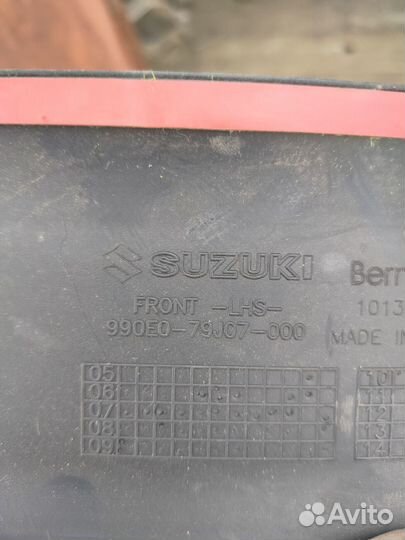 SUZUKI
FRONT -LHS-
990E0-79J07-000
1013
MADE IN
05
06
07
08
09
10
11
12
13
14
Avito